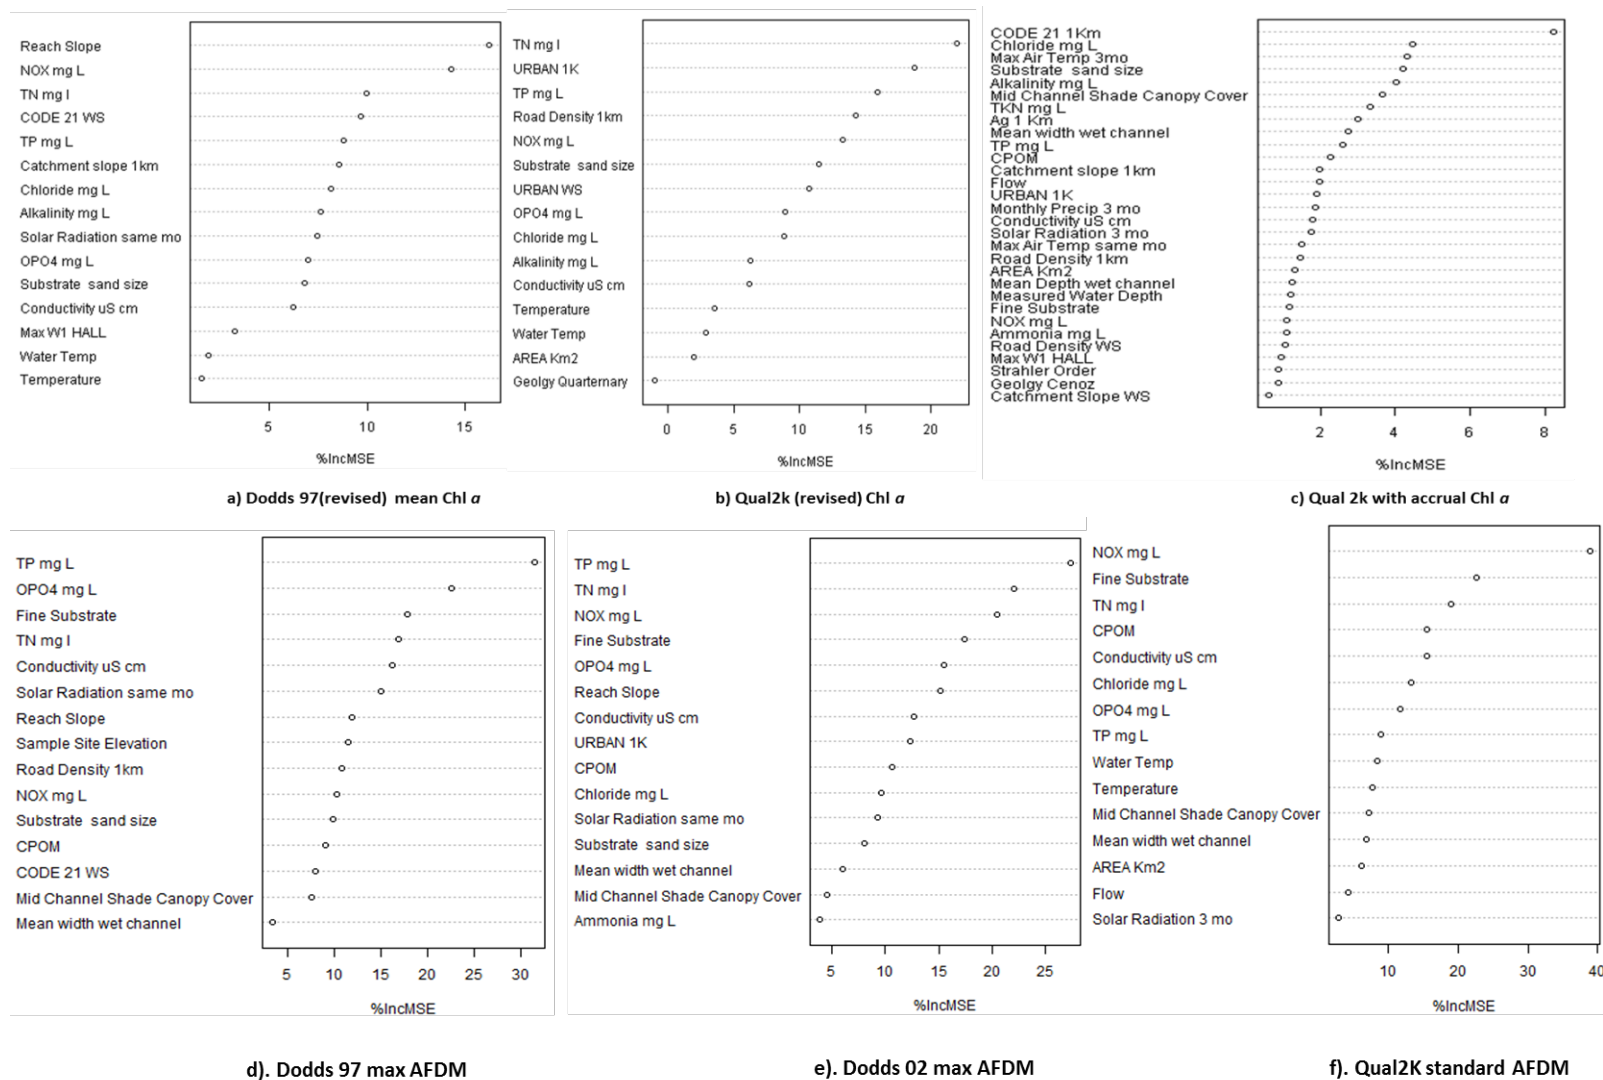 Reach Slope
NOX mg L
TN mg l
CODE 21 WS
TP mg L
Catchment slope 1km
Chloride mg L
Alkalinity mg L
Solar Radiation same mo
OPO4 mg L
Substrate sand size
Conductivity uS cm
Max W1 HALL
Water Temp
Temperature
5 10 15
%IncMSE
a) Dodds 97(revised) mean Chl a
TN mg l
URBAN 1K
TP mg L
Road Density 1km
NOX mg L
Substrate sand size
URBAN WS
OPO4 mg L
Chloride mg L
Alkalinity mg L
Conductivity uS cm
Temperature
Water Temp
AREA Km2
Geolgy Quarternary
0 5 10 15 20
%IncMSE
b) Qual2k (revised) Chl a
CODE 21 1Km
Chloride mg L
Max Air Temp 3mo
Substrate sand size
Alkalinity mg L
Mid Channel Shade Canopy Cover
TKN mg L
Ag 1 Km
Mean width wet channel
TP mg L
CPOM
Catchment slope 1km
Flow
URBAN 1K
Monthly Precip 3 mo
Conductivity uS cm
Solar Radiation 3 mo
Max Air Temp same mo
Road Density 1km
AREA Km2
Mean Depth wet channel
Measured Water Depth
Fine Substrate
NOX mg L
Ammonia mg L
Road Density WS
Max W1 HALL
Strahler Order
Geolgy Cenoz
Catchment Slope WS
2 4 6 8
%IncMSE
c) Qual 2k with accrual Chl a
TP mg L
OPO4 mg L
Fine Substrate
TN mg l
Conductivity uS cm
Solar Radiation same mo
Reach Slope
Sample Site Elevation
Road Density 1km
NOX mg L
Substrate sand size
CPOM
CODE 21 WS
Mid Channel Shade Canopy Cover
Mean width wet channel
5 10 15 20 25 30
%IncMSE
d). Dodds 97 max AFDM
TP mg L
TN mg l
NOX mg L
Fine Substrate
OPO4 mg L
Reach Slope
Conductivity uS cm
URBAN 1K
CPOM
Chloride mg L
Solar Radiation same mo
Substrate sand size
Mean width wet channel
Mid Channel Shade Canopy Cover
Ammonia mg L
5 10 15 20 25
%IncMSE
e). Dodds 02 max AFDM
NOX mg L
Fine Substrate
TN mg l
CPOM
Conductivity uS cm
Chloride mg L
OPO4 mg L
TP mg L
Water Temp
Temperature
Mid Channel Shade Canopy Cover
Mean width wet channel
AREA Km2
Flow
Solar Radiation 3 mo
10 20 30 40
%IncMSE
f). Qual2K standard AFDM